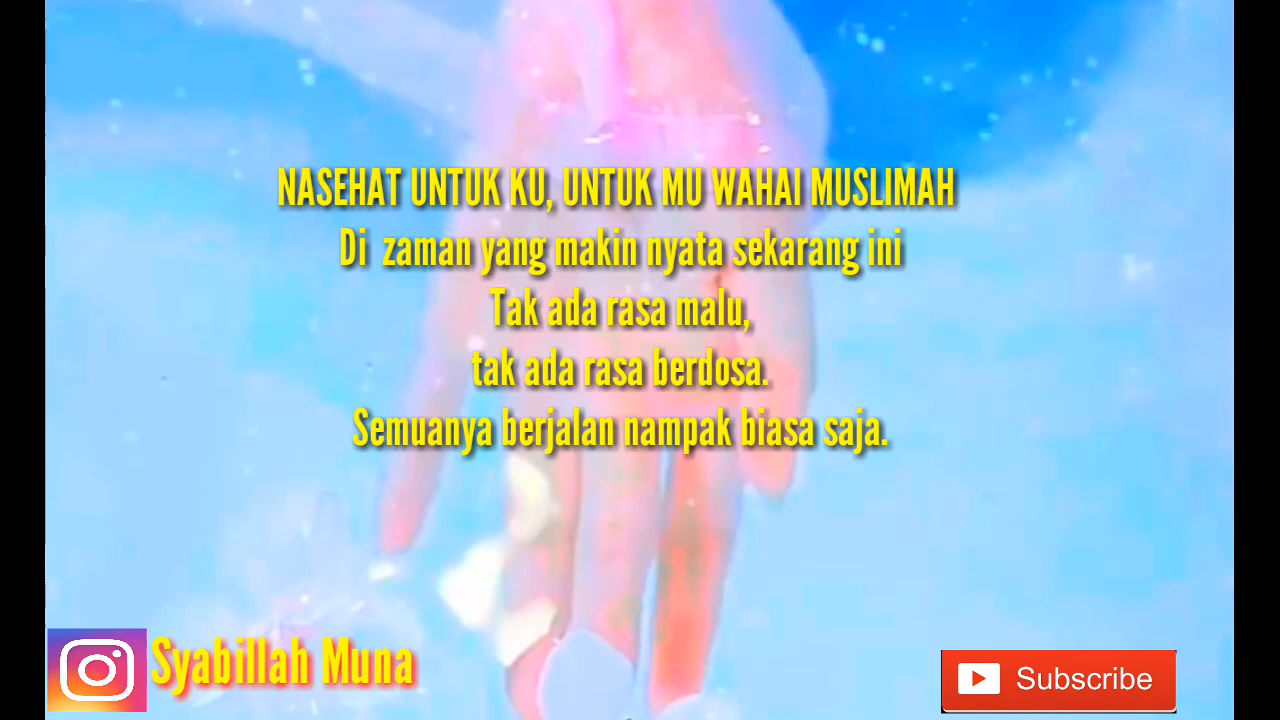 NASEHAT UNTUK KU, UNTUK MU WAHAI MUSLIMAH
Di zaman yang makin nyata sekarang ini
Tak ada rasa malu,
tak ada rasa berdosa.
Semuanya berjalan nampak biasa saja.
Syabillah Muna
Subscribe